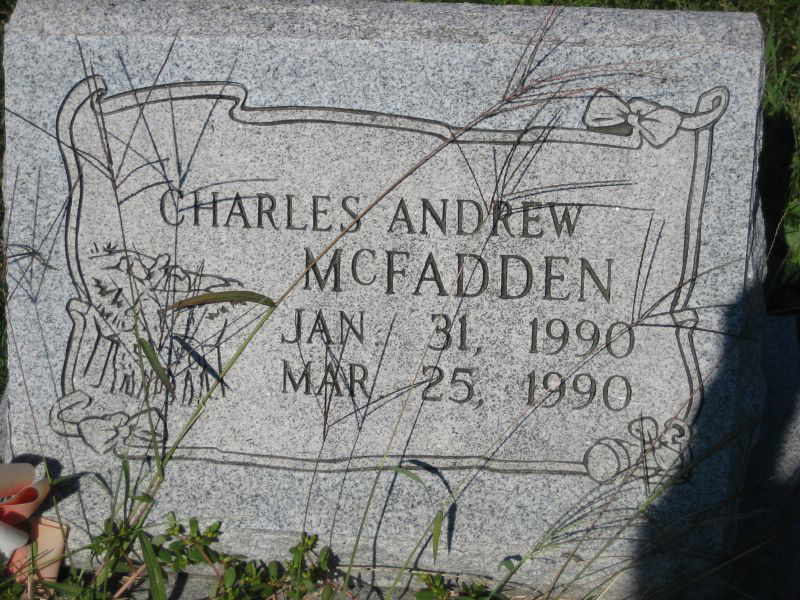 CHARLES ANDREW
MCFADDEN
JAN 31, 1990
MAR 25, 1990